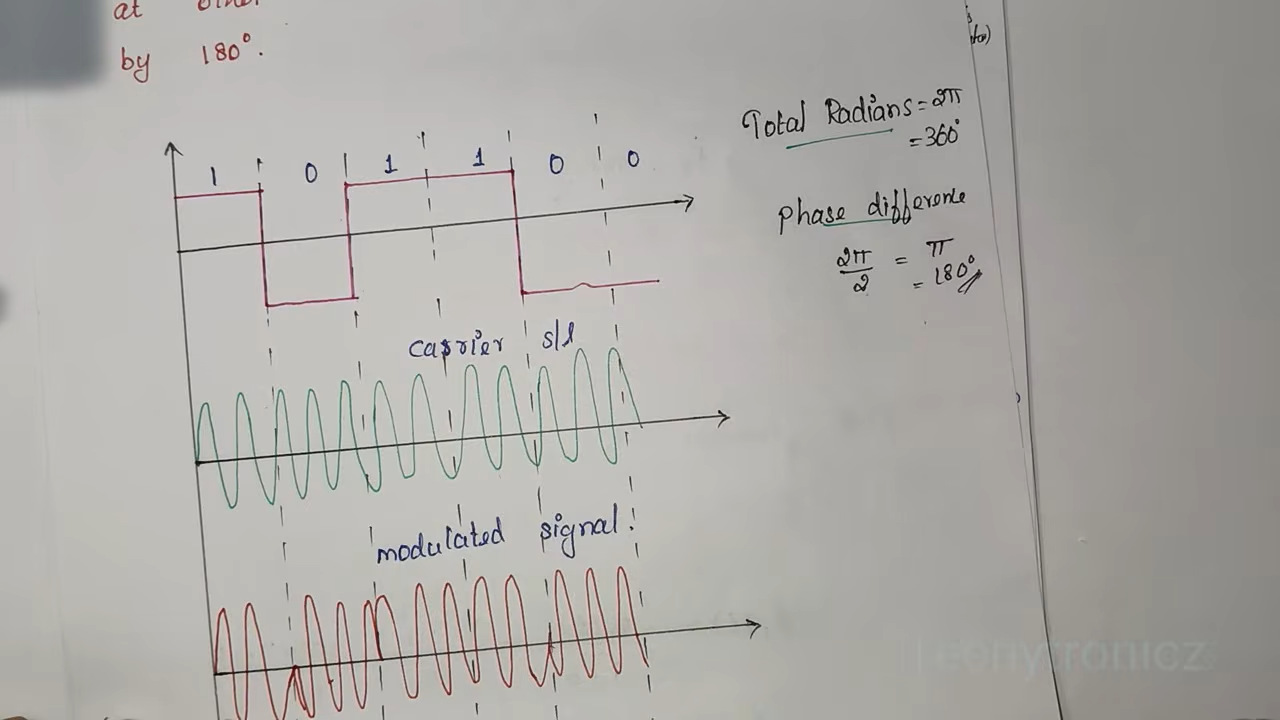 at
by 180°.
1 0 1 1 0 0
Total Radians = 2π
= 360°
Phase difference
2π/2 = π
= 180°
carrier s/l
modulated signal.